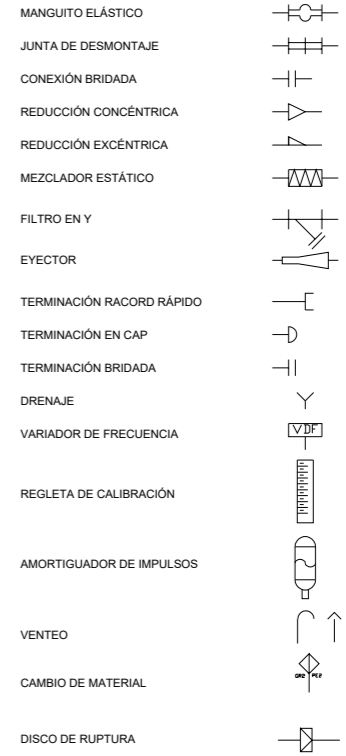 MANGUITO ELÁSTICO
JUNTA DE DESMONTAJE
CONEXIÓN BRIDADA
REDUCCIÓN CONCÉNTRICA
REDUCCIÓN EXCÉNTRICA
MEZCLADOR ESTÁTICO
FILTRO EN Y
EYECTOR
TERMINACIÓN RACORD RÁPIDO
TERMINACIÓN EN CAP
TERMINACIÓN BRIDADA
DRENAJE
VARIADOR DE FRECUENCIA
VDF
REGLETA DE CALIBRACIÓN
AMORTIGUADOR DE IMPULSOS
VENTEO
CAMBIO DE MATERIAL
DISCO DE RUPTURA